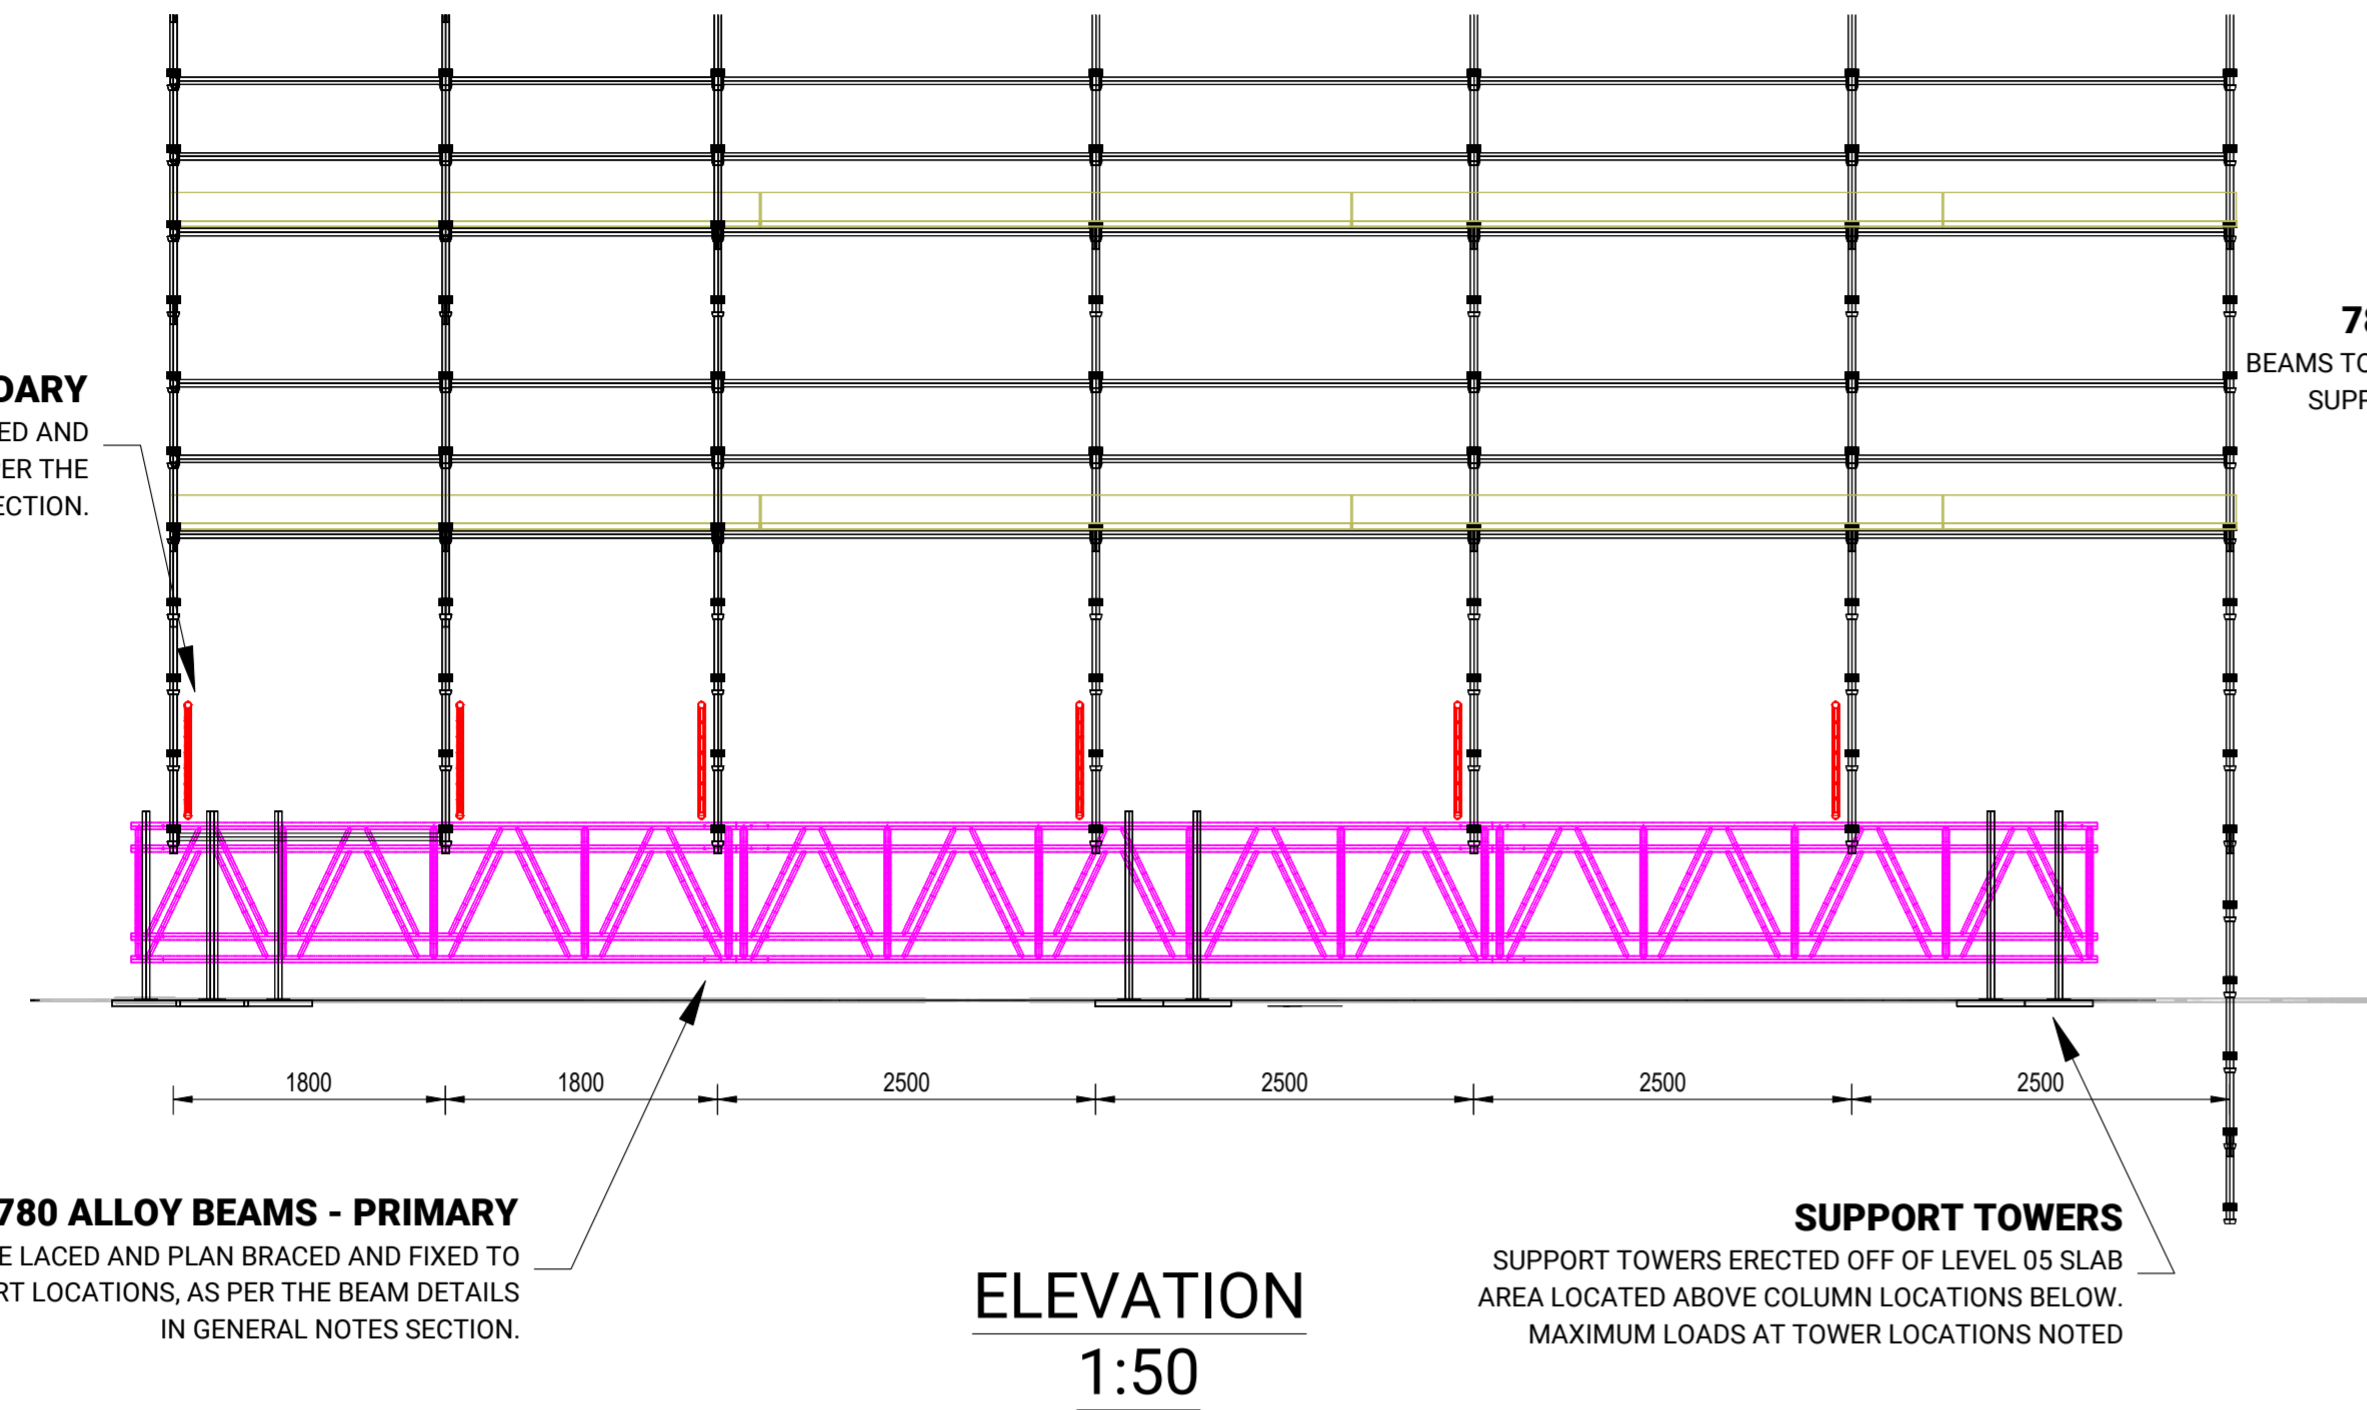 DARY
ED AND
PER THE
ECTION.
78
BEAMS TO
SUPP
1800
1800
2500
2500
2500
2500
780 ALLOY BEAMS - PRIMARY
E LACED AND PLAN BRACED AND FIXED TO
RT LOCATIONS, AS PER THE BEAM DETAILS
IN GENERAL NOTES SECTION.
ELEVATION
1:50
SUPPORT TOWERS
SUPPORT TOWERS ERECTED OFF OF LEVEL 05 SLAB
AREA LOCATED ABOVE COLUMN LOCATIONS BELOW.
MAXIMUM LOADS AT TOWER LOCATIONS NOTED